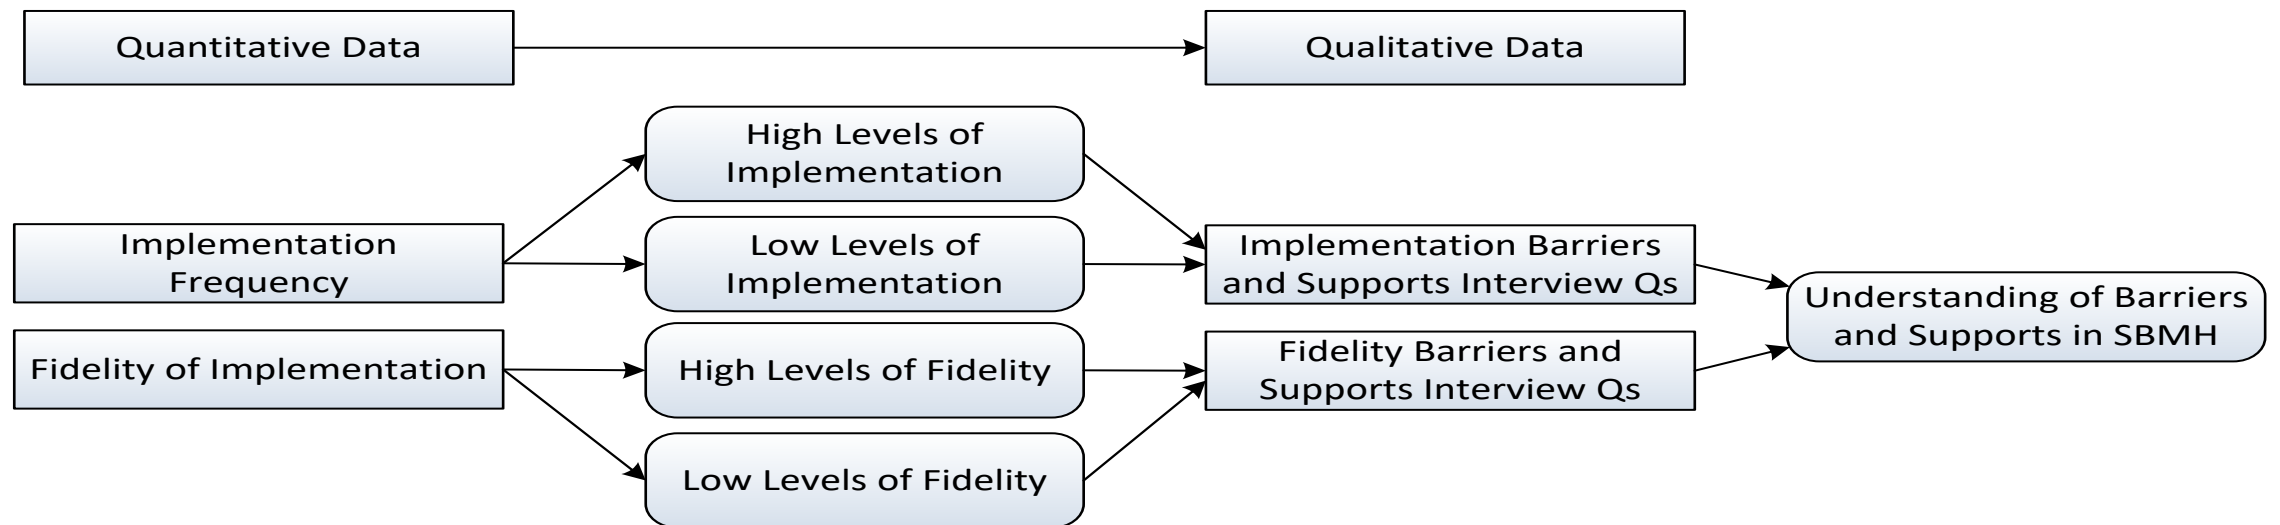 Quantitative Data
Qualitative Data
High Levels of
Implementation
Implementation
Frequency
Low Levels of
Implementation
Implementation Barriers
and Supports Interview Qs
Understanding of Barriers
and Supports in SBMH
Fidelity of Implementation
High Levels of Fidelity
Fidelity Barriers and
Supports Interview Qs
Low Levels of Fidelity